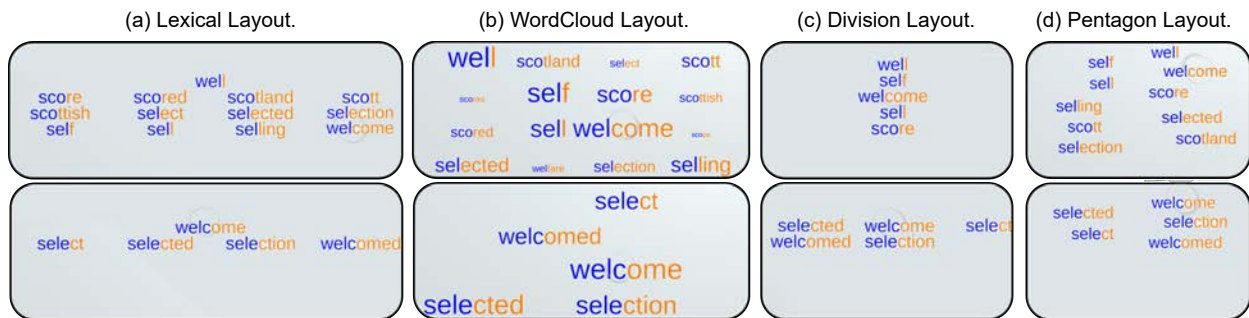 (a) Lexical Layout.
(b) WordCloud Layout.
(c) Division Layout.
(d) Pentagon Layout.
well
score scored scotland scott
scottish select selected selection
self sell selling welcome
well scotland select scott
self score scottish
scored sell welcome
selected welfare selection selling
well
self
welcome
sell
score
well
self
welcome
sell
score
selling
selected
scott
scotland
selection
welcome
select selected selection welcomed
select
welcomed
welcome
selected selection
selected welcome select
welcomed selection
welcome
selected
selection
select
welcomed